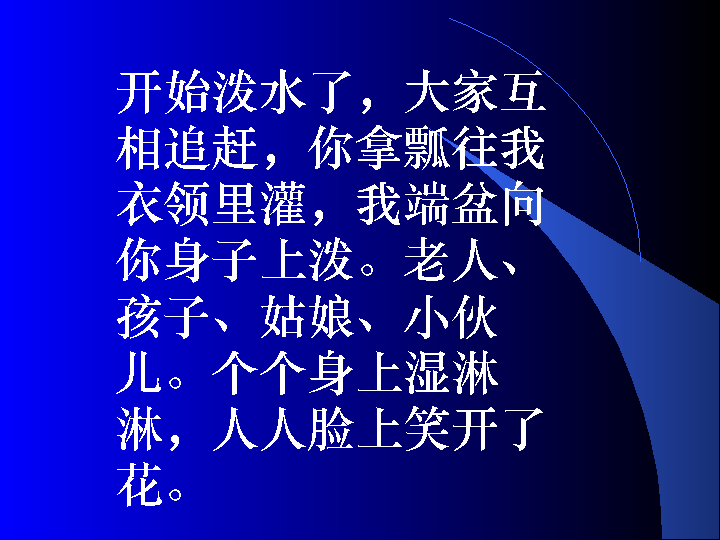 开始泼水了，大家互
相追赶，你拿瓢往我
衣领里灌，我端盆向
你身子上泼。老人、
孩子、姑娘、小伙
儿。个个身上湿淋
淋，人人脸上笑开了
花。